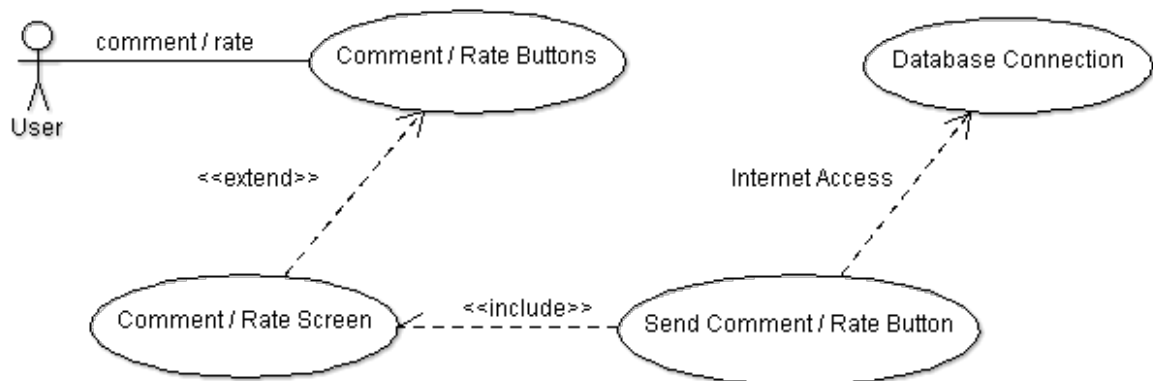 comment / rate
Comment / Rate Buttons
Database Connection
User
<<extend>>
Internet Access
Comment / Rate Screen
<<include>>
Send Comment / Rate Button